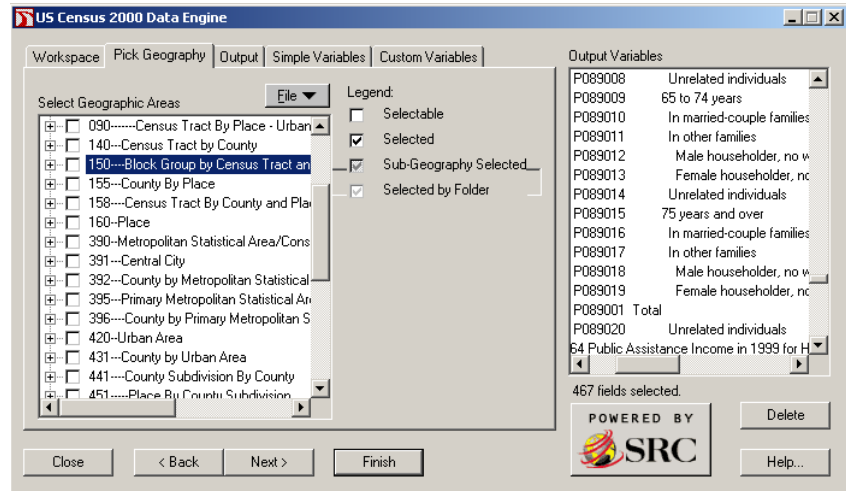 US Census 2000 Data Engine
Workspace Pick Geography Output Simple Variables Custom Variables
Select Geographic Areas
File
090------Census Tract By Place - Urban
140---Census Tract by County
150----Block Group by Census Tract an
155---County By Place
158----Census Tract By County and Pla
160--Place
390--Metropolitan Statistical Area/Cons
391---Central City
392---County by Metropolitan Statistical
395---Primary Metropolitan Statistical Ar
396----County by Primary Metropolitan S
420--Urban Area
431----County by Urban Area
441----County Subdivision By County
451-----Place By County Subdivision
Legend:
Selectable
Selected
Sub-Geography Selected
Selected by Folder
Output Variables
P089008 Unrelated individuals
P089009 65 to 74 years
P089010 In married-couple families
P089011 In other families
P089012 Male householder, no w
P089013 Female householder, no
P089014 Unrelated individuals
P089015 75 years and over
P089016 In married-couple families
P089017 In other families
P089018 Male householder, no w
P089019 Female householder, no
P089001 Total
P089020 Unrelated individuals
64 Public Assistance Income in 1999 for H
467 fields selected.
POWERED BY
SRC
Delete
Help...
Close
< Back
Next >
Finish